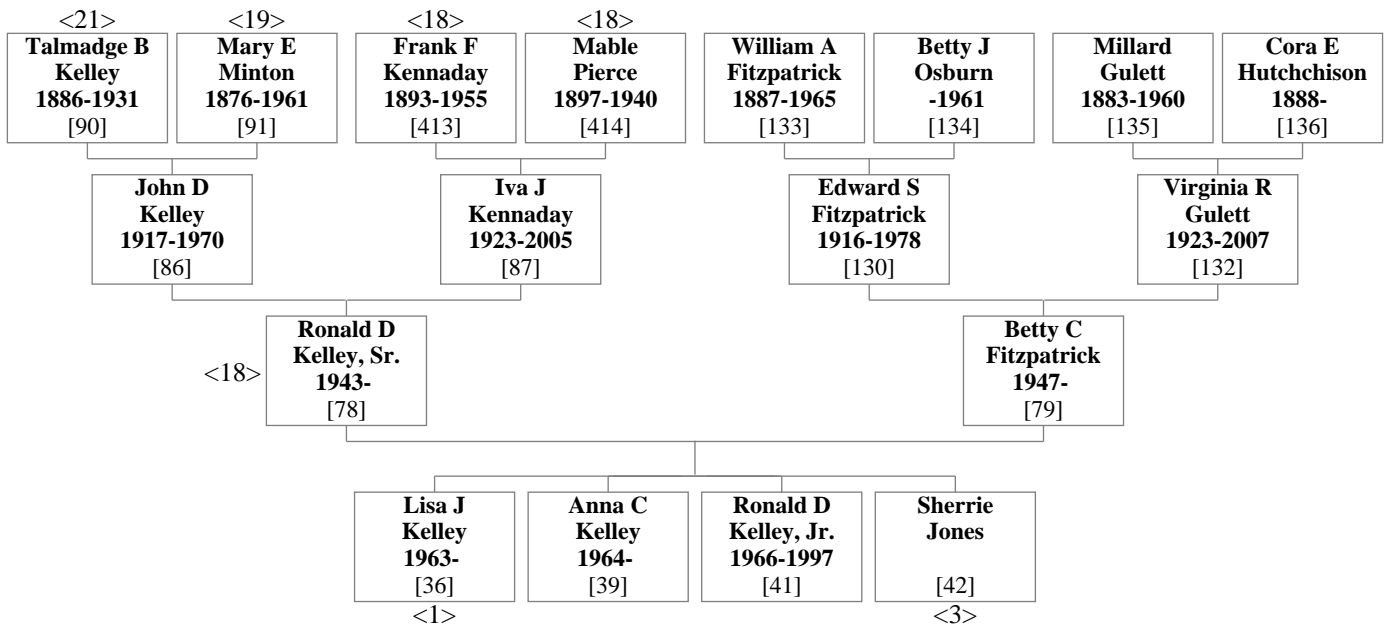 <21>
<19>
<18>
<18>
Talmadge B
Kelley
1886-1931
[90]
Mary E
Minton
1876-1961
[91]
Frank F
Kennaday
1893-1955
[413]
Mable
Pierce
1897-1940
[414]
William A
Fitzpatrick
1887-1965
[133]
Betty J
Osburn
-1961
[134]
Millard
Gulett
1883-1960
[135]
Cora E
Hutchchison
1888-
[136]
John D
Kelley
1917-1970
[86]
Iva J
Kennaday
1923-2005
[87]
Edward S
Fitzpatrick
1916-1978
[130]
Virginia R
Gulett
1923-2007
[132]
<18>
Ronald D
Kelley, Sr.
1943-
[78]
Betty C
Fitzpatrick
1947-
[79]
Lisa J
Kelley
1963-
[36]
Anna C
Kelley
1964-
[39]
Ronald D
Kelley, Jr.
1966-1997
[41]
Sherrie
Jones
[42]
<1>
<3>